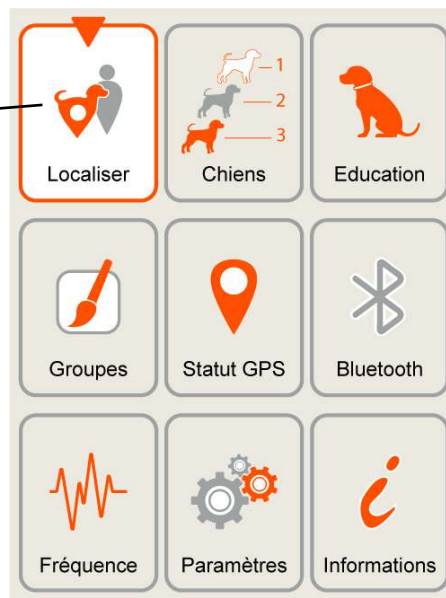 1
2
3
Localiser
Chiens
Education
Groupes
Statut GPS
Bluetooth
Fréquence
Paramètres
Informations